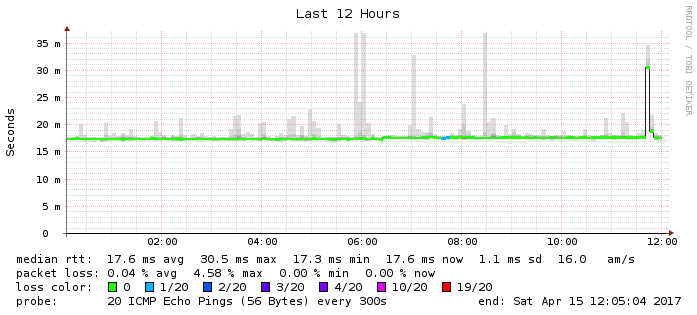 Last 12 Hours
RRDTOOL / TOBI OETIKER
Seconds
35 m
30 m
25 m
20 m
15 m
10 m
5 m
0
02:00 04:00 06:00 08:00 10:00 12:00
median rtt: 17.6 ms avg 30.5 ms max 17.3 ms min 17.6 ms now 1.1 ms sd 16.0 am/s
packet loss: 0.04 % avg 4.58 % max 0.00 % min 0.00 % now
loss color: 0 1/20 2/20 3/20 4/20 10/20 19/20
probe: 20 ICMP Echo Pings (56 Bytes) every 300s end: Sat Apr 15 12:05:04 2017